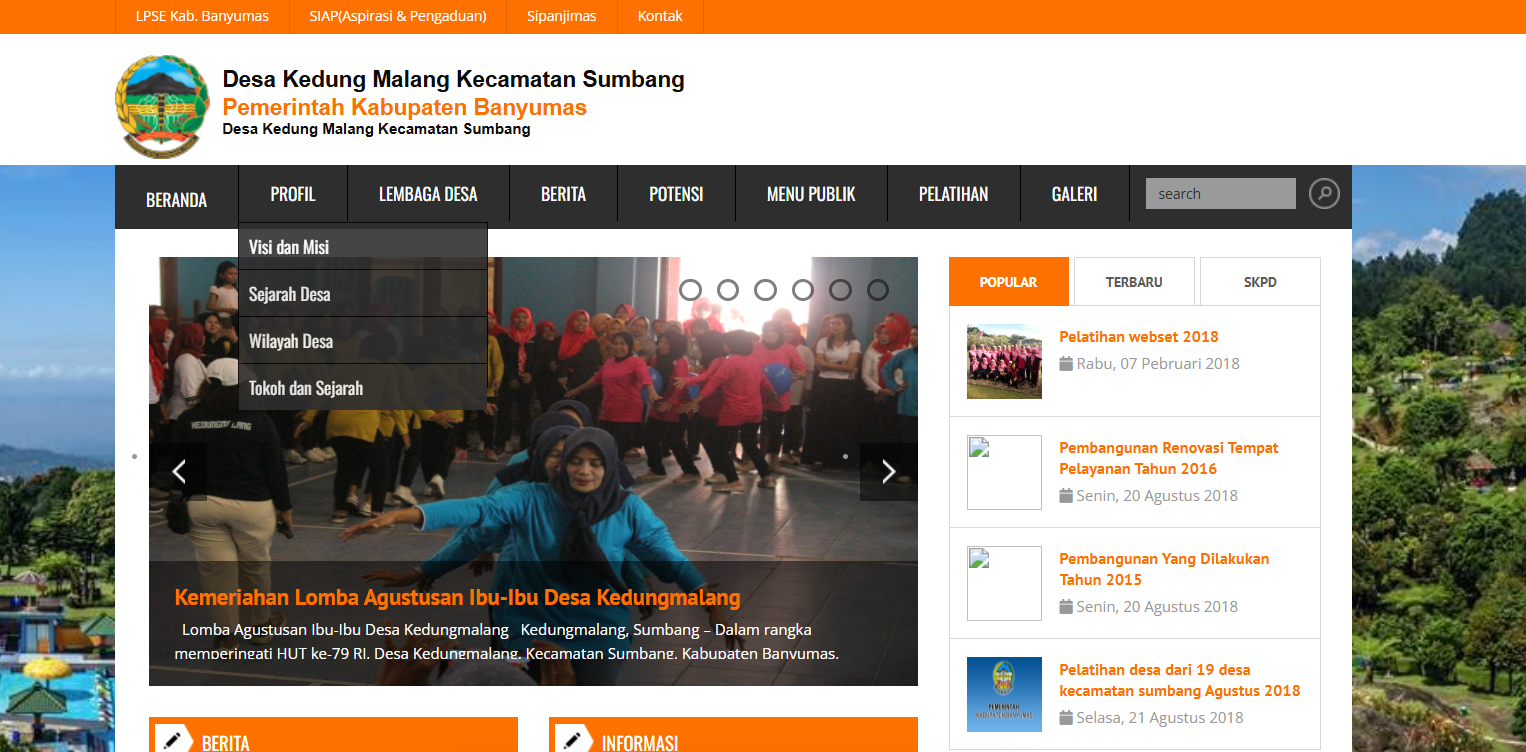 LPSE Kab. Banyumas
SIAP(Aspirasi & Pengaduan)
Sipanjimas
Kontak
Desa Kedung Malang Kecamatan Sumbang
Pemerintah Kabupaten Banyumas
Desa Kedung Malang Kecamatan Sumbang
BERANDA
PROFIL
LEMBAGA DESA
BERITA
POTENSI
MENU PUBLIK
PELATIHAN
GALERI
search
Visi dan Misi
Sejarah Desa
Wilayah Desa
Tokoh dan Sejarah
KEDUNGMALANG
Kemeriahan Lomba Agustusan Ibu-Ibu Desa Kedungmalang
Lomba Agustusan Ibu-Ibu Desa Kedungmalang Kedungmalang, Sumbang – Dalam rangka
memperingati HUT ke-79 RI, Desa Kedungmalang, Kecamatan Sumbang, Kabupaten Banyumas,
POPULAR
TERBARU
SKPD
Pelatihan webset 2018
Rabu, 07 Pebruari 2018
Pembangunan Renovasi Tempat
Pelayanan Tahun 2016
Senin, 20 Agustus 2018
Pembangunan Yang Dilakukan
Tahun 2015
Senin, 20 Agustus 2018
PEMERINTAH
KABUPATEN BANYUMAS
Pelatihan desa dari 19 desa
kecamatan sumbang Agustus 2018
Selasa, 21 Agustus 2018
BERITA
INFORMASI